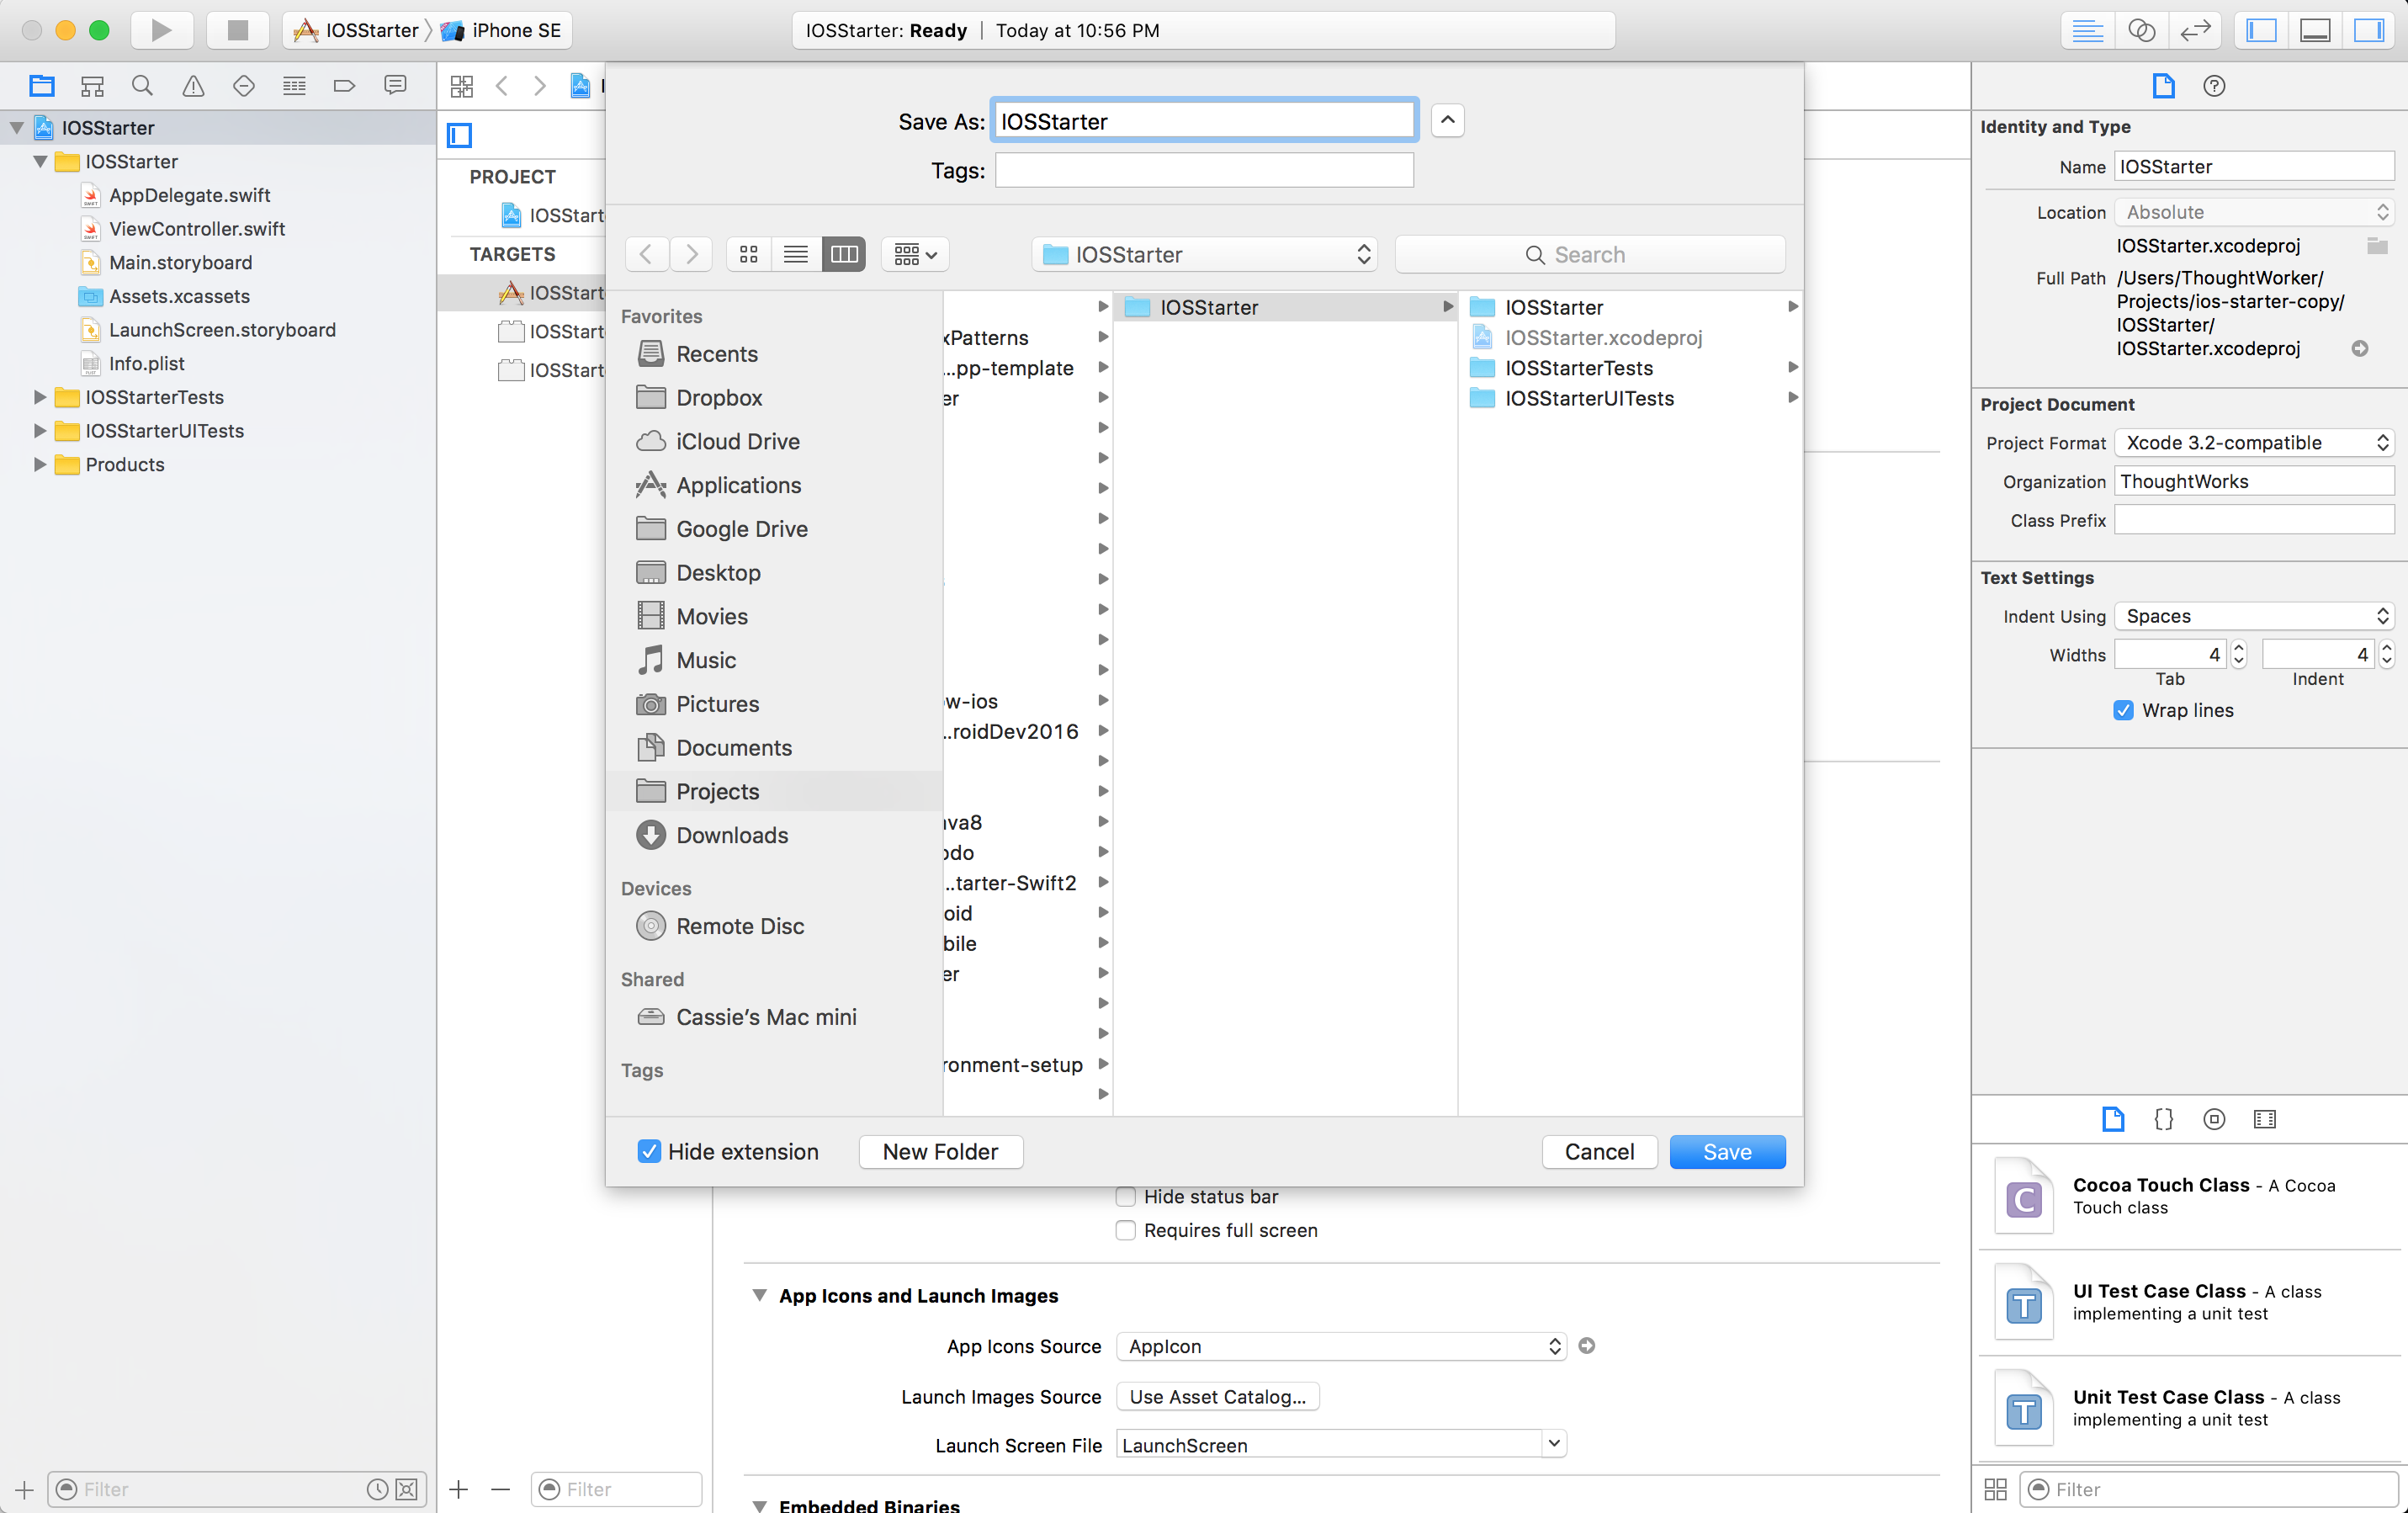 IOSStarter
iPhone SE
IOSStarter: Ready | Today at 10:56 PM
IOSStarter
IOSStarter
AppDelegate.swift
ViewController.swift
Main.storyboard
Assets.xcassets
LaunchScreen.storyboard
Info.plist
IOSStarterTests
IOSStarterUITests
Products
Filter
PROJECT
IOSStart
TARGETS
IOSStart
IOSStart
IOSStart
Filter
Save As: IOSStarter
Tags:
IOSStarter
Search
Favorites
Recents
Dropbox
iCloud Drive
Applications
Google Drive
Desktop
Movies
Music
Pictures
Documents
Projects
Downloads
Devices
Remote Disc
Shared
Cassie’s Mac mini
Tags
xPatterns
...pp-template
er
w-ios
...roidDev2016
ava8
odo
...tarter-Swift2
oid
bile
er
ronment-setup
IOSStarter
IOSStarter
IOSStarter.xcodeproj
IOSStarterTests
IOSStarterUITests
Hide extension
New Folder
Cancel
Save
Hide status bar
Requires full screen
App Icons and Launch Images
App Icons Source AppIcon
Launch Images Source Use Asset Catalog...
Launch Screen File LaunchScreen
Embedded Binaries
Identity and Type
Name IOSStarter
Location Absolute
IOSStarter.xcodeproj
Full Path /Users/ThoughtWorker/
Projects/ios-starter-copy/
IOSStarter/
IOSStarter.xcodeproj
Project Document
Project Format Xcode 3.2-compatible
Organization ThoughtWorks
Class Prefix
Text Settings
Indent Using Spaces
Widths 4 4
Tab Indent
Wrap lines
{}
C
Cocoa Touch Class - A Cocoa
Touch class
T
UI Test Case Class - A class
implementing a unit test
T
Unit Test Case Class - A class
implementing a unit test
Filter